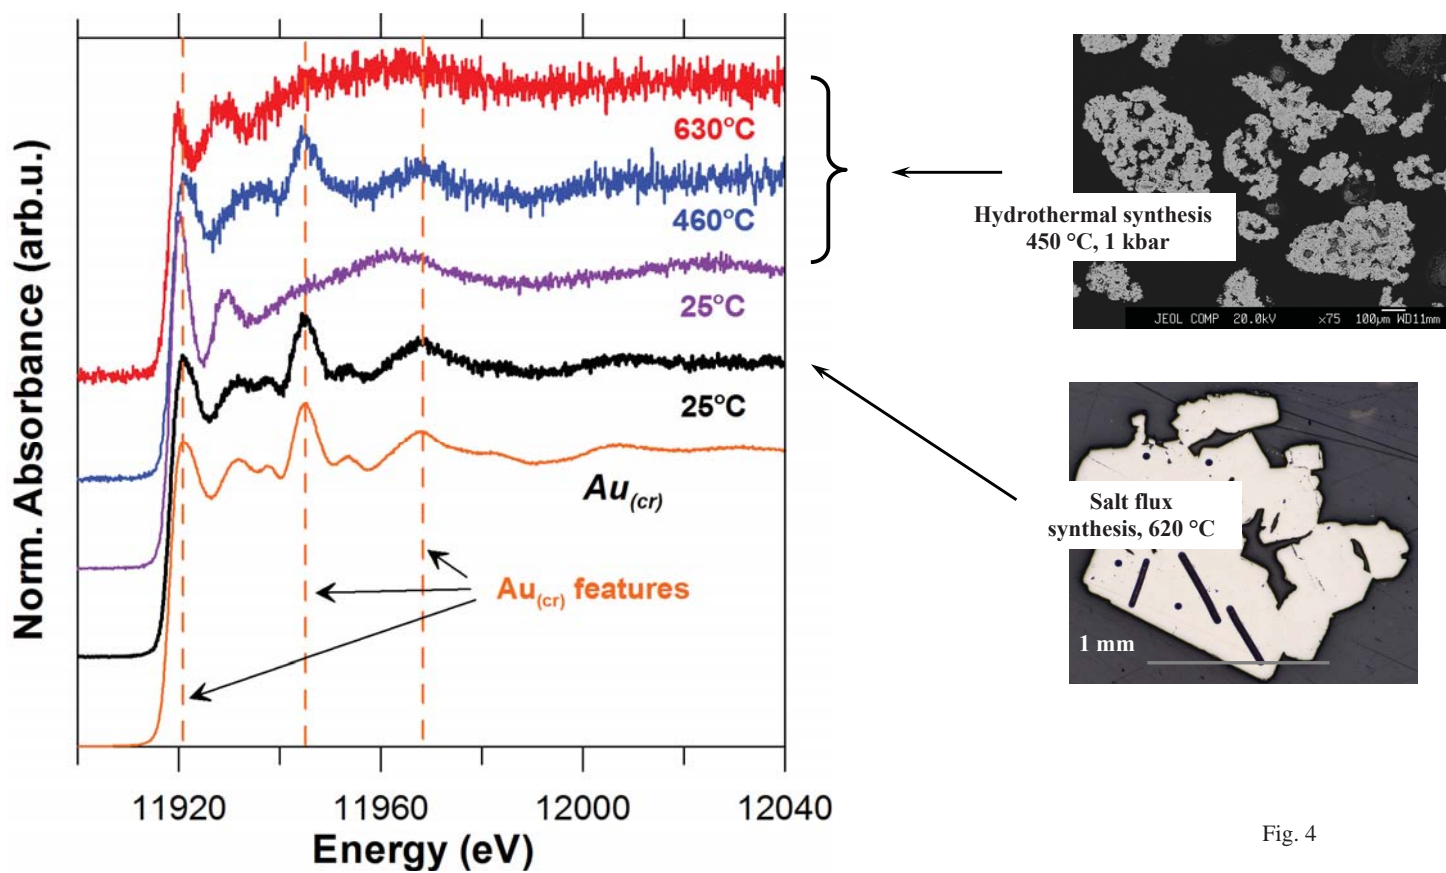 Norm. Absorbance (arb.u.)
630°C
460°C
25°C
25°C
Au(cr)
Au(cr) features
11920
11960
12000
12040
Energy (eV)
Hydrothermal synthesis
450 °C, 1 kbar
JEOL COMP 20.0kV x75 100µm WD11mm
Salt flux
synthesis, 620 °C
1 mm
Fig. 4